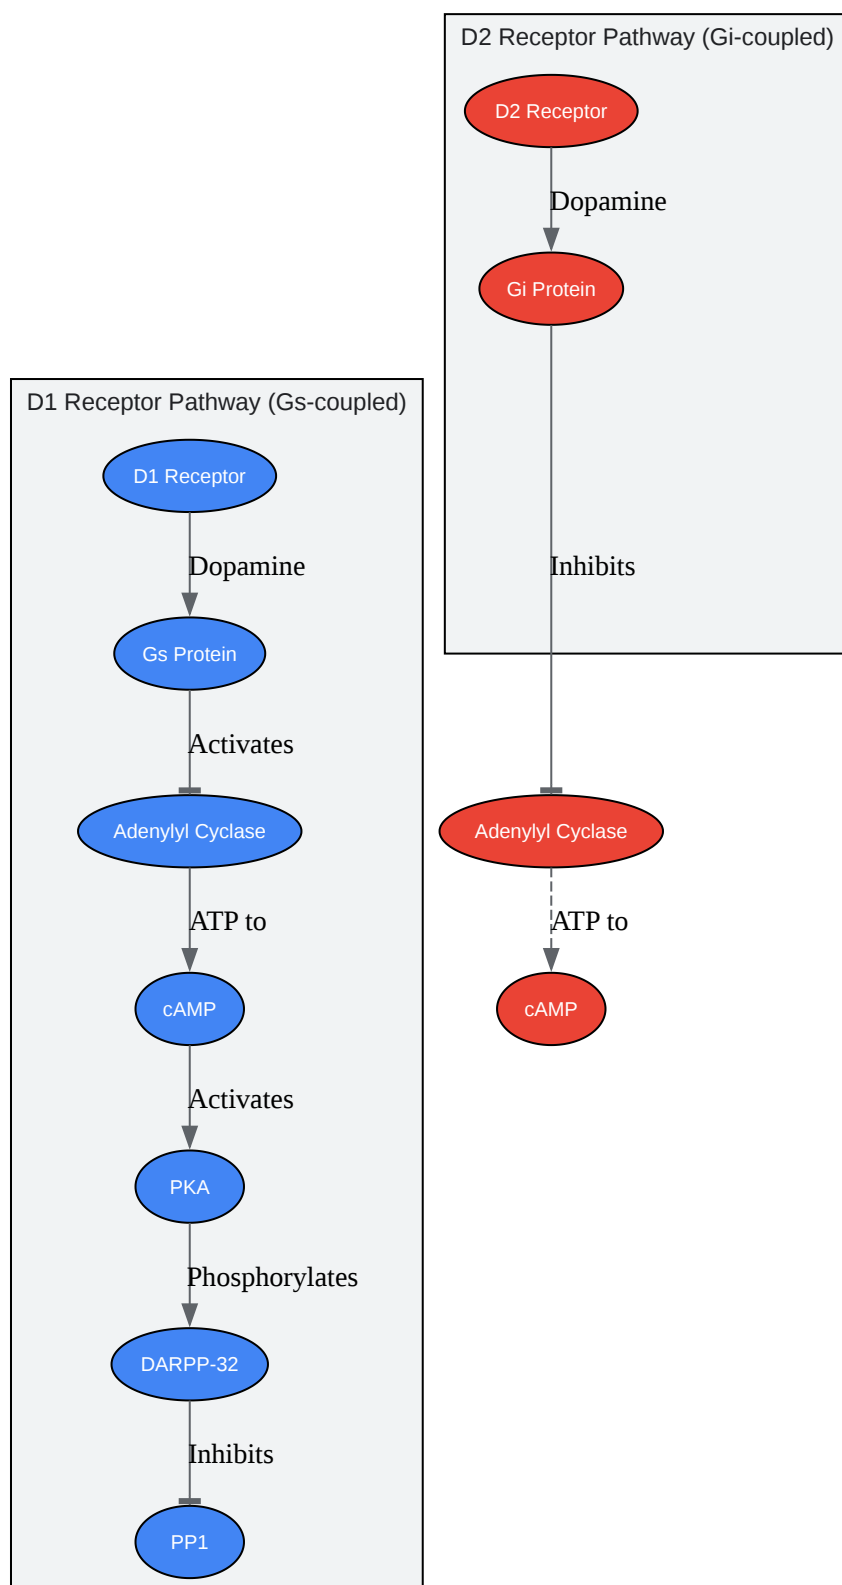 D2 Receptor Pathway (Gi-coupled)
D2 Receptor
Dopamine
Gi Protein
Inhibits
Adenylyl Cyclase
ATP to
cAMP
D1 Receptor Pathway (Gs-coupled)
D1 Receptor
Dopamine
Gs Protein
Activates
Adenylyl Cyclase
ATP to
cAMP
Activates
PKA
Phosphorylates
DARPP-32
Inhibits
PP1